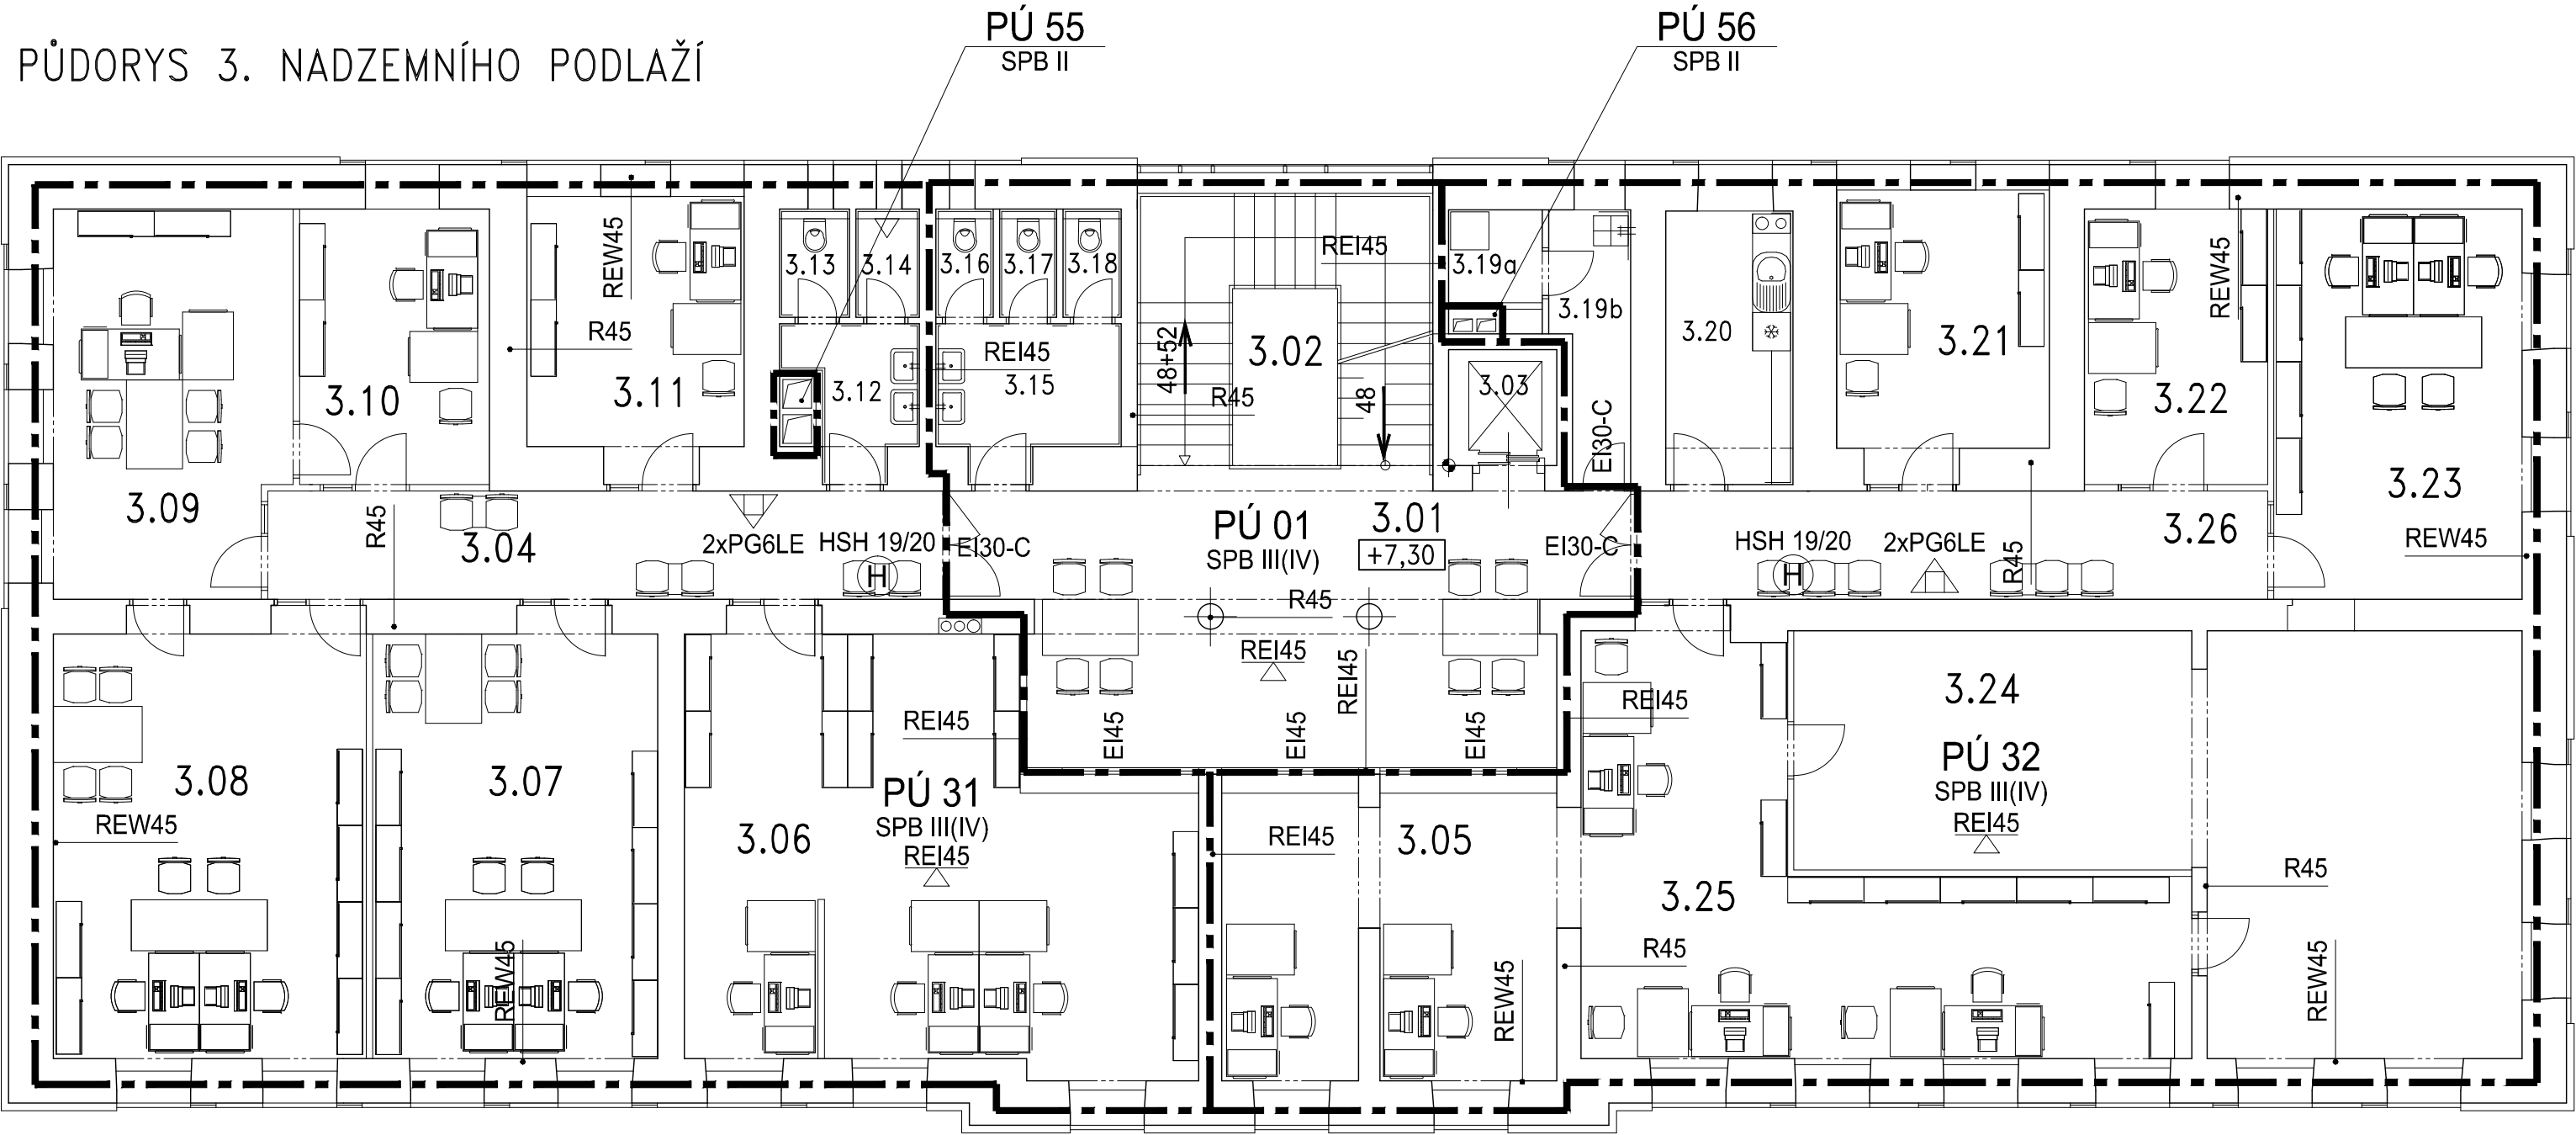 PŮDORYS 3. NADZEMNÍHO PODLAŽÍ
PÚ 55
SPB II
PÚ 56
SPB II
REW45
3.13
3.14
3.16
3.17
3.18
REI45
3.19a
3.19b
REW45
R45
REI45
3.10
3.11
3.12
3.15
R45
48+52
3.02
48
3.03
EI30-C
3.20
3.21
3.22
3.09
3.23
R45
3.04
2xPG6LE
HSH 19/20
H
EI30-C
PÚ 01
SPB III(IV)
3.01
+7,30
EI30-C
HSH 19/20
H
2xPG6LE
R45
3.26
REW45
R45
REI45
REI45
EI45
EI45
EI45
REI45
REI45
3.24
PÚ 32
SPB III(IV)
REI45
3.08
3.07
PÚ 31
SPB III(IV)
REI45
3.06
REW45
REI45
3.05
3.25
R45
R45
REW45
REW45
REW45